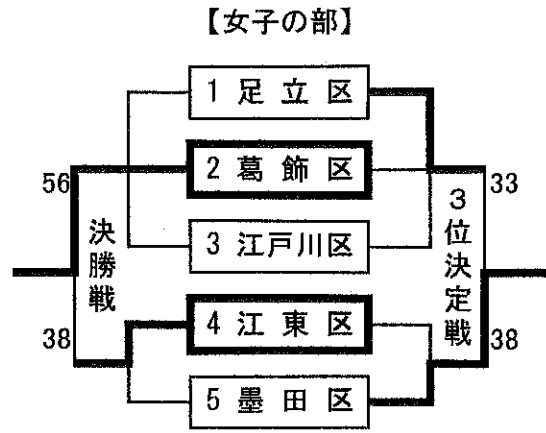 【女子の部】
1 足立区
2 葛飾区
56
33
3 江戸川区
決勝戦
3位決定戦
4 江東区
38
38
5 墨田区